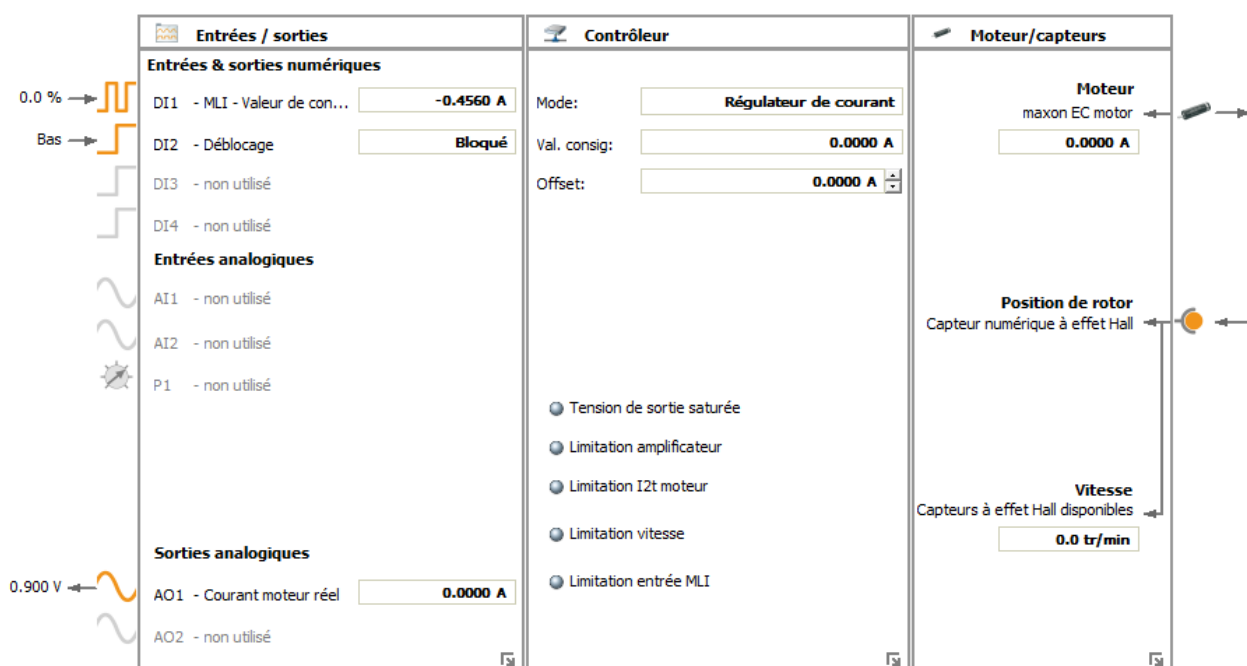 Entrées / sorties
Contrôleur
Moteur/capteurs
Entrées & sorties numériques
0.0 %
DI1 - MLI - Valeur de con...
-0.4560 A
Bas
DI2 - Déblocage
Bloqué
DI3 - non utilisé
DI4 - non utilisé
Entrées analogiques
AI1 - non utilisé
AI2 - non utilisé
P1 - non utilisé
Sorties analogiques
0.900 V
AO1 - Courant moteur réel
0.0000 A
AO2 - non utilisé
Mode:
Régulateur de courant
Val. consig:
0.0000 A
Offset:
0.0000 A
Tension de sortie saturée
Limitation amplificateur
Limitation I2t moteur
Limitation vitesse
Limitation entrée MLI
Moteur
maxon EC motor
0.0000 A
Position de rotor
Capteur numérique à effet Hall
Vitesse
Capteurs à effet Hall disponibles
0.0 tr/min